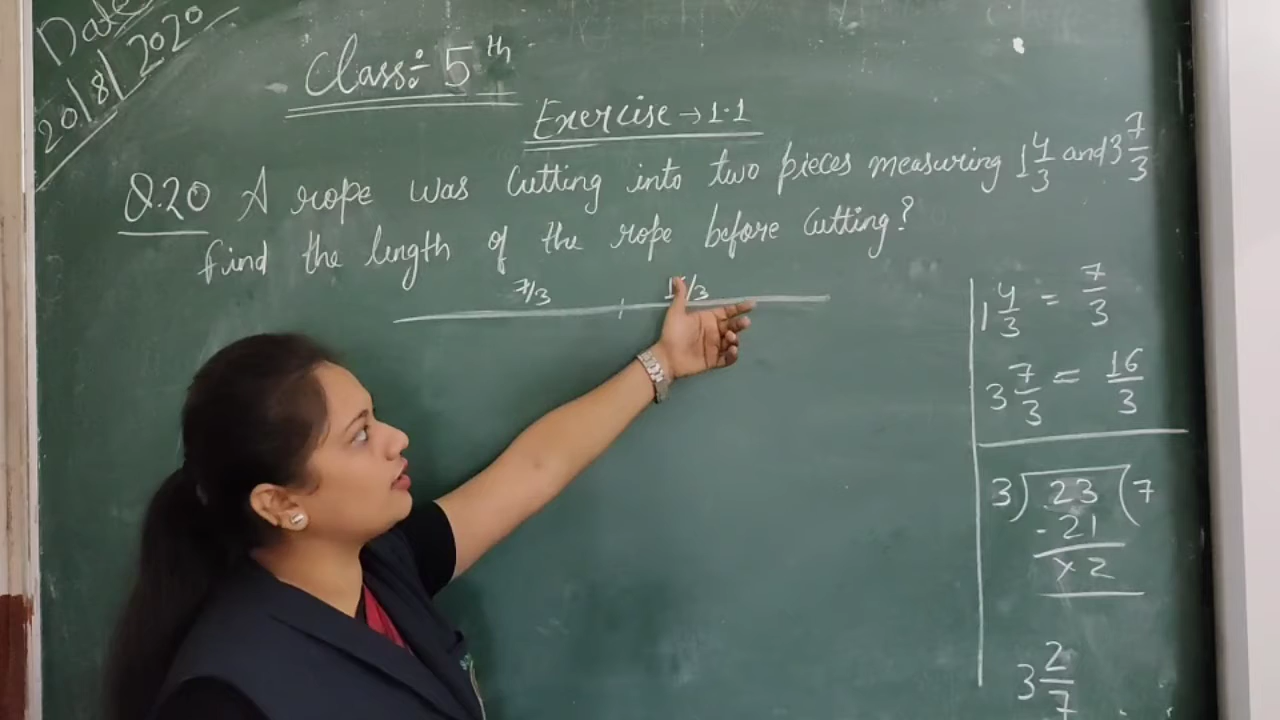 Date
20/8/2020
Class:- 5th
Exercise → 1.1
Q.20 A rope was Cutting into two pieces measuring 1 4/3 and 3 7/3
find the length of the rope before Cutting?
7/3
1 4/3 = 7/3
3 7/3 = 16/3
3) 23 (7
-21
x2
3 2/7